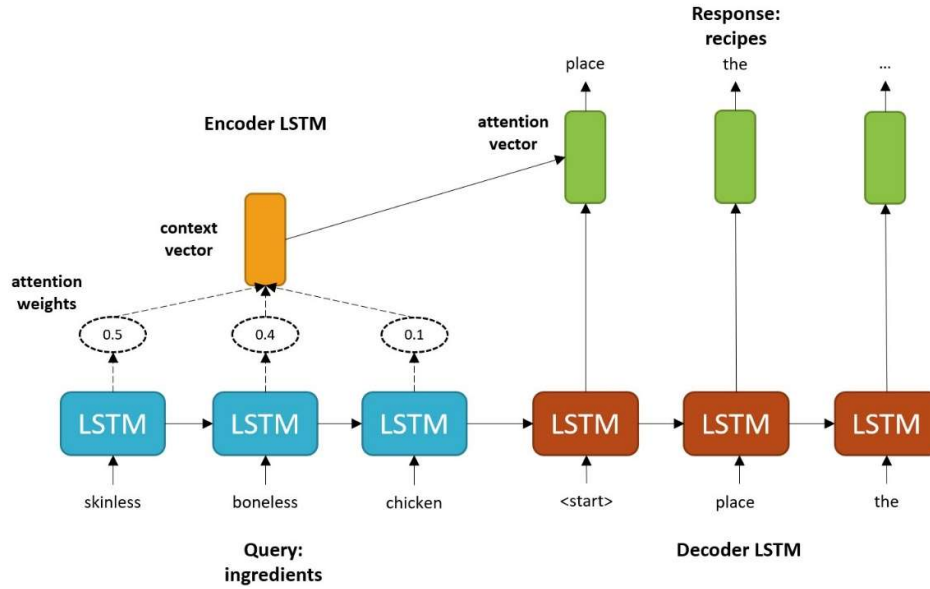 Response:
recipes
place
the
...
Encoder LSTM
attention
vector
context
vector
attention
weights
0.5
0.4
0.1
LSTM
LSTM
LSTM
LSTM
LSTM
LSTM
skinless
boneless
chicken
<start>
place
the
Query:
ingredients
Decoder LSTM